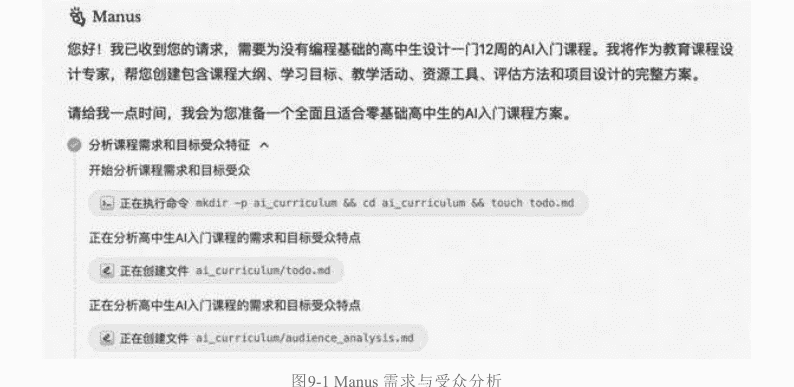 Manus
您好！我已收到您的请求，需要为没有编程基础的高中生设计一门12周的AI入门课程。我将作为教育课程设
计专家，帮您创建包含课程大纲、学习目标、教学活动、资源工具、评估方法和项目设计的完整方案。
请给我一点时间，我会为您准备一个全面且适合零基础高中生的AI入门课程方案。
分析课程需求和目标受众特征
开始分析课程需求和目标受众
正在执行命令 mkdir -p ai_curriculum && cd ai_curriculum && touch todo.md
正在分析高中生AI入门课程的需求和目标受众特点
正在创建文件 ai_curriculum/todo.md
正在分析高中生AI入门课程的需求和目标受众特点
正在创建文件 ai_curriculum/audience_analysis.md
图9-1 Manus 需求与受众分析